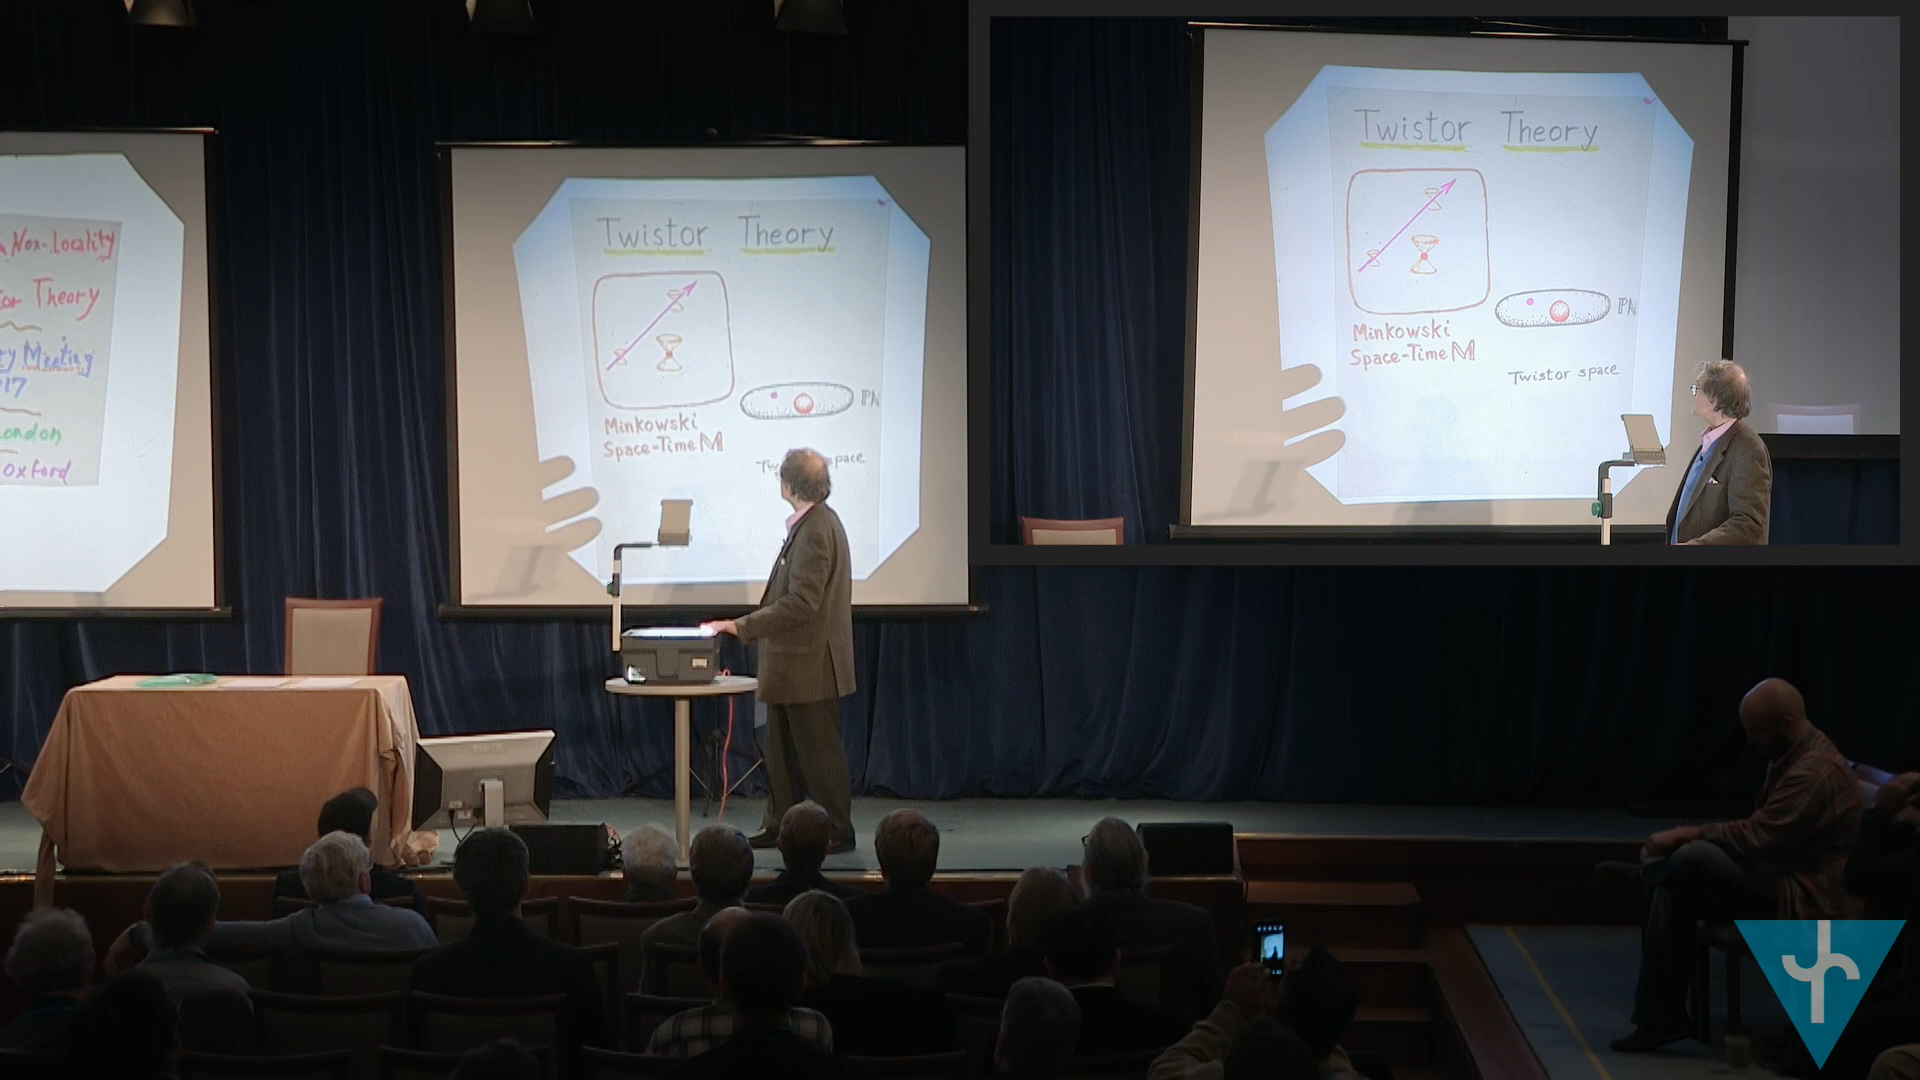 Non-Locality
Theory
Meeting
17
London
Oxford
Twistor Theory
Minkowski
Space-Time M
PN
space
Twistor Theory
Minkowski
Space-Time M
PN
Twistor space